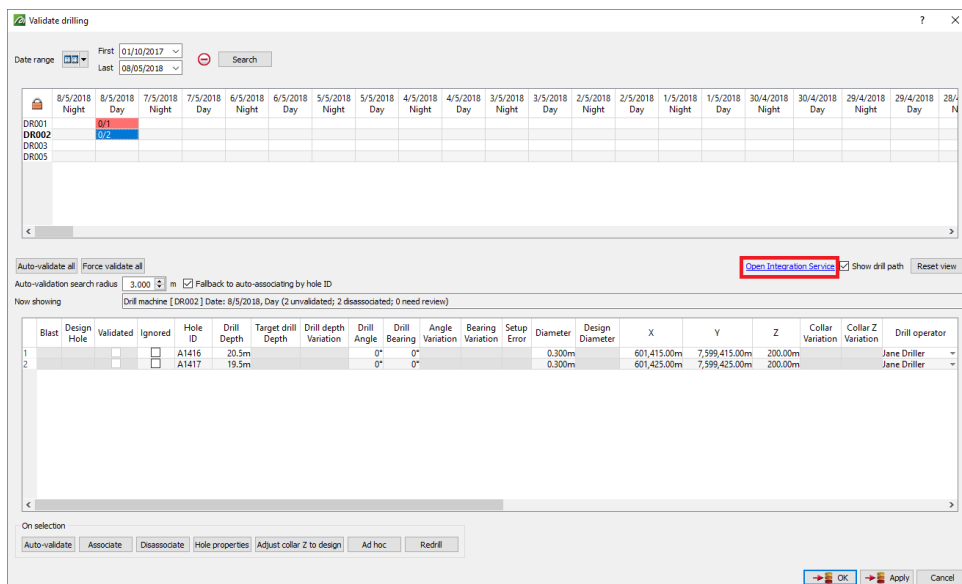 Validate drilling ? ×
Date range First 01/10/2017 Last 08/05/2018 Search
8/5/2018 Night 8/5/2018 Day 7/5/2018 Night 7/5/2018 Day 6/5/2018 Night 6/5/2018 Day 5/5/2018 Night 5/5/2018 Day 4/5/2018 Night 4/5/2018 Day 3/5/2018 Night 3/5/2018 Day 2/5/2018 Night 2/5/2018 Day 1/5/2018 Night 1/5/2018 Day 30/4/2018 Night 30/4/2018 Day 29/4/2018 Night 29/4/2018 Day 28/4 N
DR001 0/1
DR002 0/2
DR003
DR005
Auto-validate all Force validate all Open Integration Service Show drill path Reset view
Auto-validation search radius 3.000 m Fallback to auto-associating by hole ID
Now showing Drill machine [ DR002 ] Date: 8/5/2018, Day (2 unvalidated; 2 disassociated; 0 need review)
Blast Design Hole Validated Ignored Hole ID Drill Depth Target drill Depth Drill depth Variation Drill Angle Drill Bearing Angle Variation Bearing Variation Setup Error Diameter Design Diameter X Y Z Collar Variation Collar Z Variation Drill operator
1 A1416 20.5m 0° 0° 0.300m 601,415.00m 7,599,415.00m 200.00m Jane Driller
2 A1417 19.5m 0° 0° 0.300m 601,425.00m 7,599,425.00m 200.00m Jane Driller
On selection
Auto-validate Associate Disassociate Hole properties Adjust collar Z to design Ad hoc Redrill
OK Apply Cancel